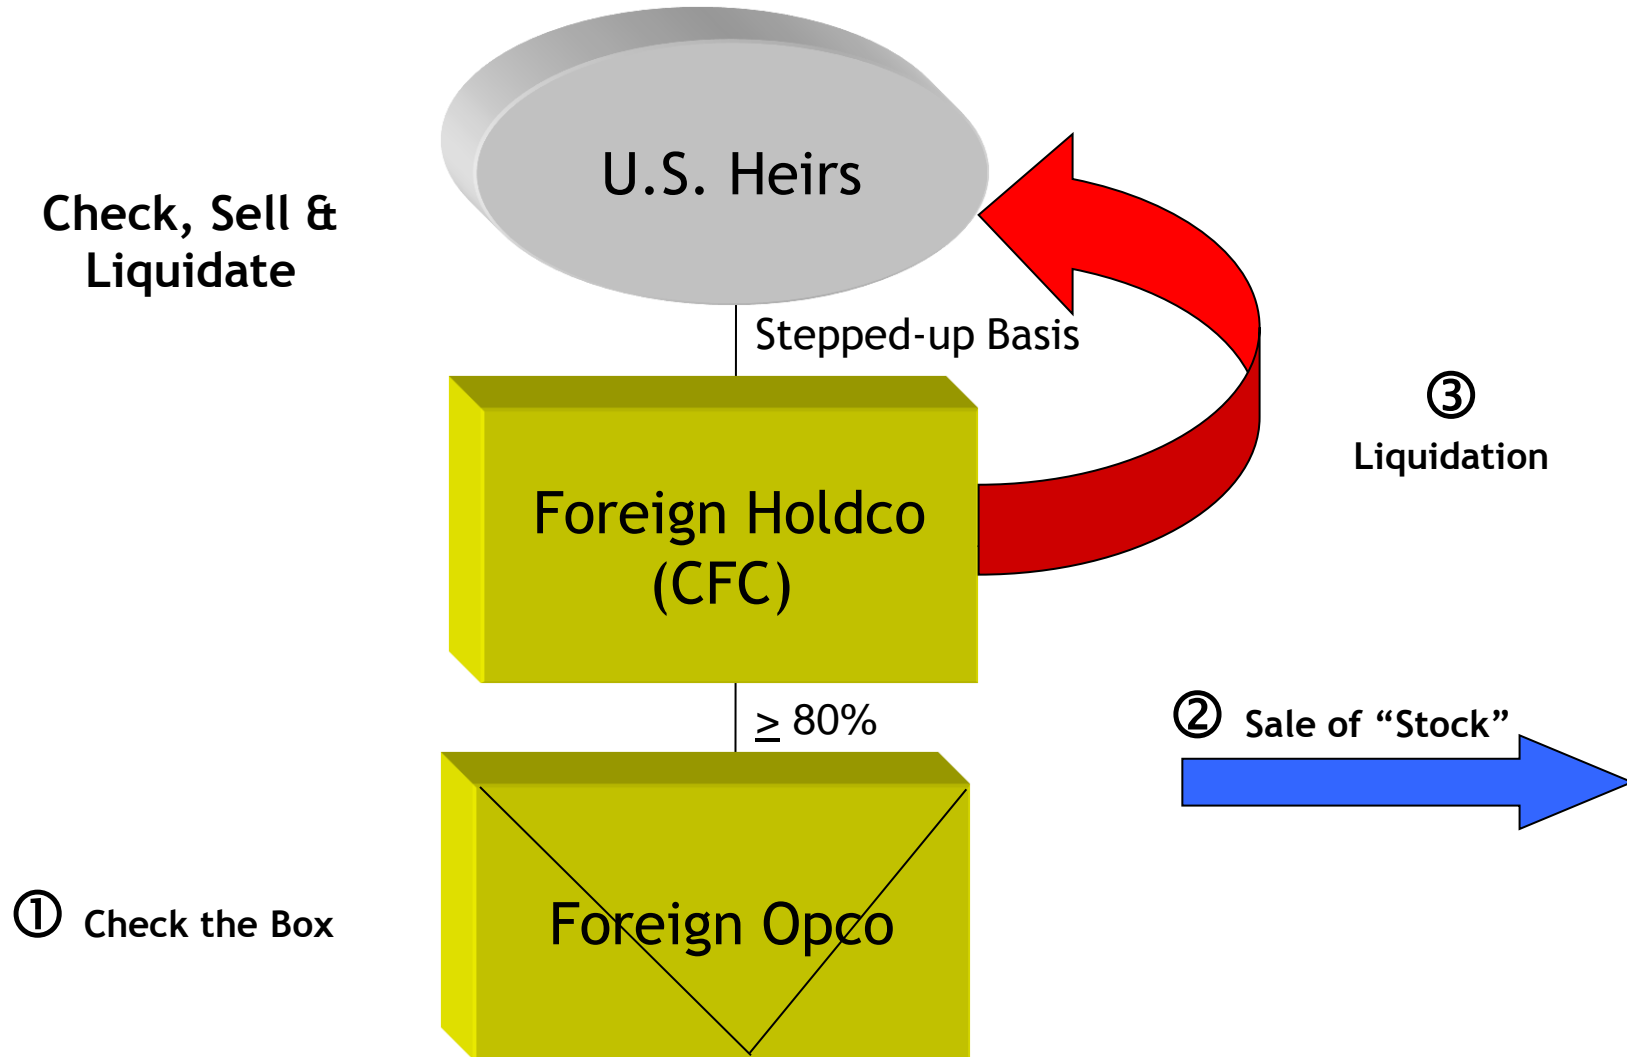 U.S. Heirs
Check, Sell &
Liquidate
Stepped-up Basis
③
Liquidation
Foreign Holdco
(CFC)
≥ 80%
② Sale of “Stock”
① Check the Box
Foreign Opco